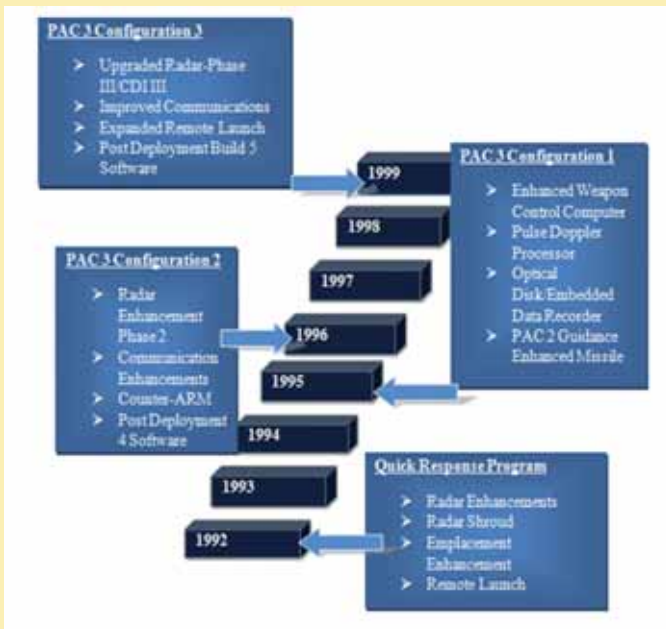 PAC 3 Configuration 3
Upgraded Radar-Phase
III/CDI III
Improved Communications
Expanded Remote Launch
Post Deployment Build 5
Software
1999
PAC 3 Configuration 1
Enhanced Weapon
Control Computer
Pulse Doppler
Processor
Optical
Disk/Embedded
Data Recorder
PAC 2 Guidance
Enhanced Missile
1998
1997
PAC 3 Configuration 2
Radar
Enhancement
Phase 2
Communication
Enhancements
Counter-ARM
Post Deployment
4 Software
1996
1995
1994
1993
1992
Quick Response Program
Radar Enhancements
Radar Shroud
Emplacement
Enhancement
Remote Launch